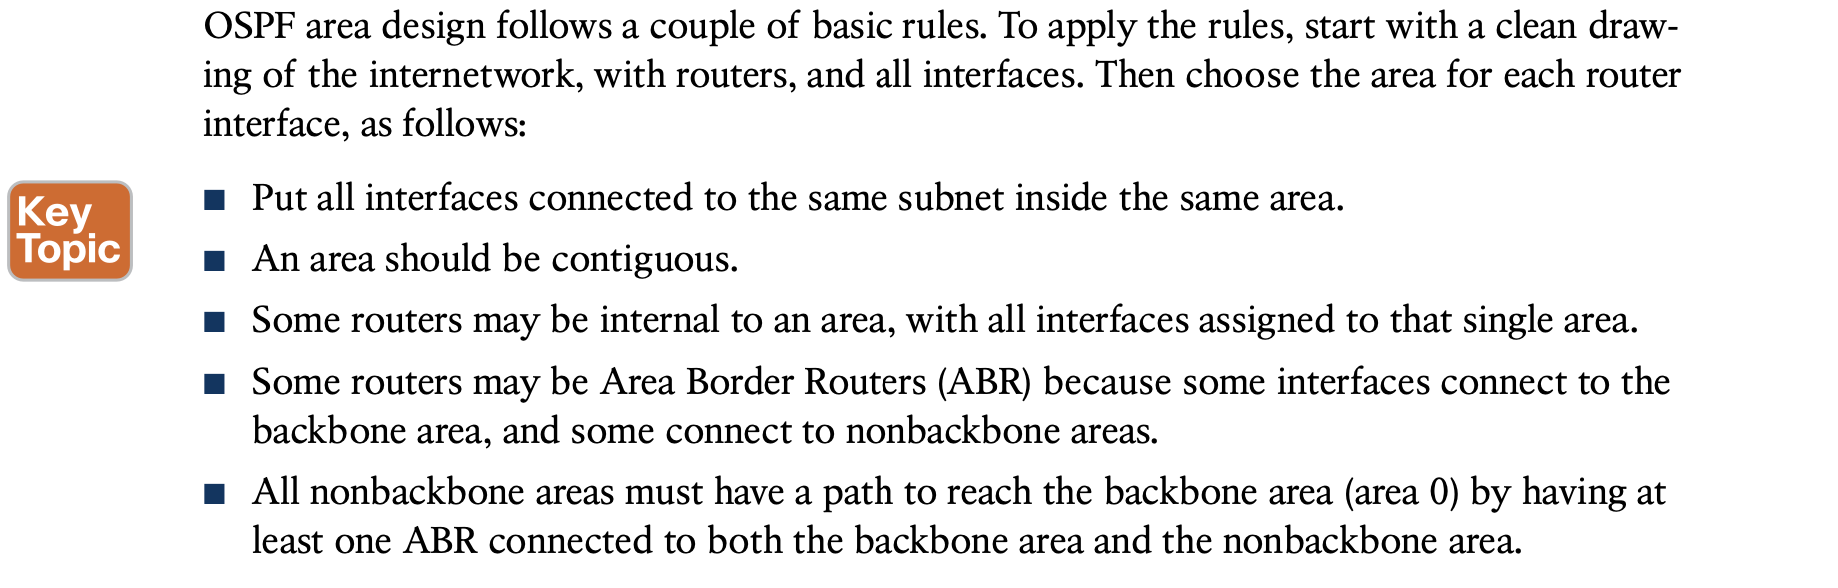 OSPF area design follows a couple of basic rules. To apply the rules, start with a clean draw-
ing of the internetwork, with routers, and all interfaces. Then choose the area for each router
interface, as follows:
Key
Topic
■ Put all interfaces connected to the same subnet inside the same area.
■ An area should be contiguous.
■ Some routers may be internal to an area, with all interfaces assigned to that single area.
■ Some routers may be Area Border Routers (ABR) because some interfaces connect to the
backbone area, and some connect to nonbackbone areas.
■ All nonbackbone areas must have a path to reach the backbone area (area 0) by having at
least one ABR connected to both the backbone area and the nonbackbone area.